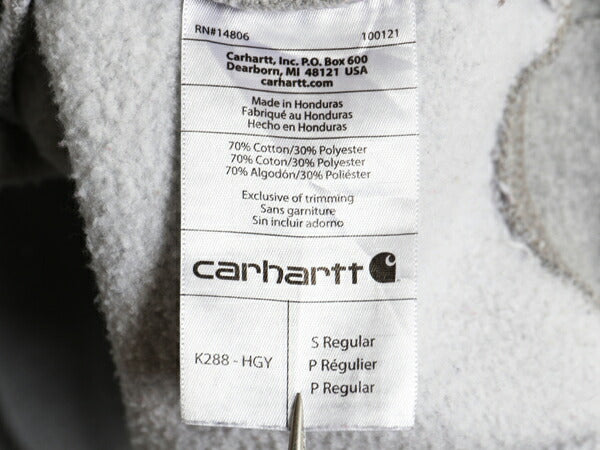 RN#14806 100121
Carhartt, Inc. P.O. Box 600
Dearborn, MI 48121 USA
carhartt.com
Made in Honduras
Fabriqué au Honduras
Hecho en Honduras
70% Cotton/30% Polyester
70% Coton/30% Polyester
70% Algodón/30% Poliéster
Exclusive of trimming
Sans garniture
Sin incluir adorno
carhartt
K288 - HGY
S Regular
P Régulier
P Regular